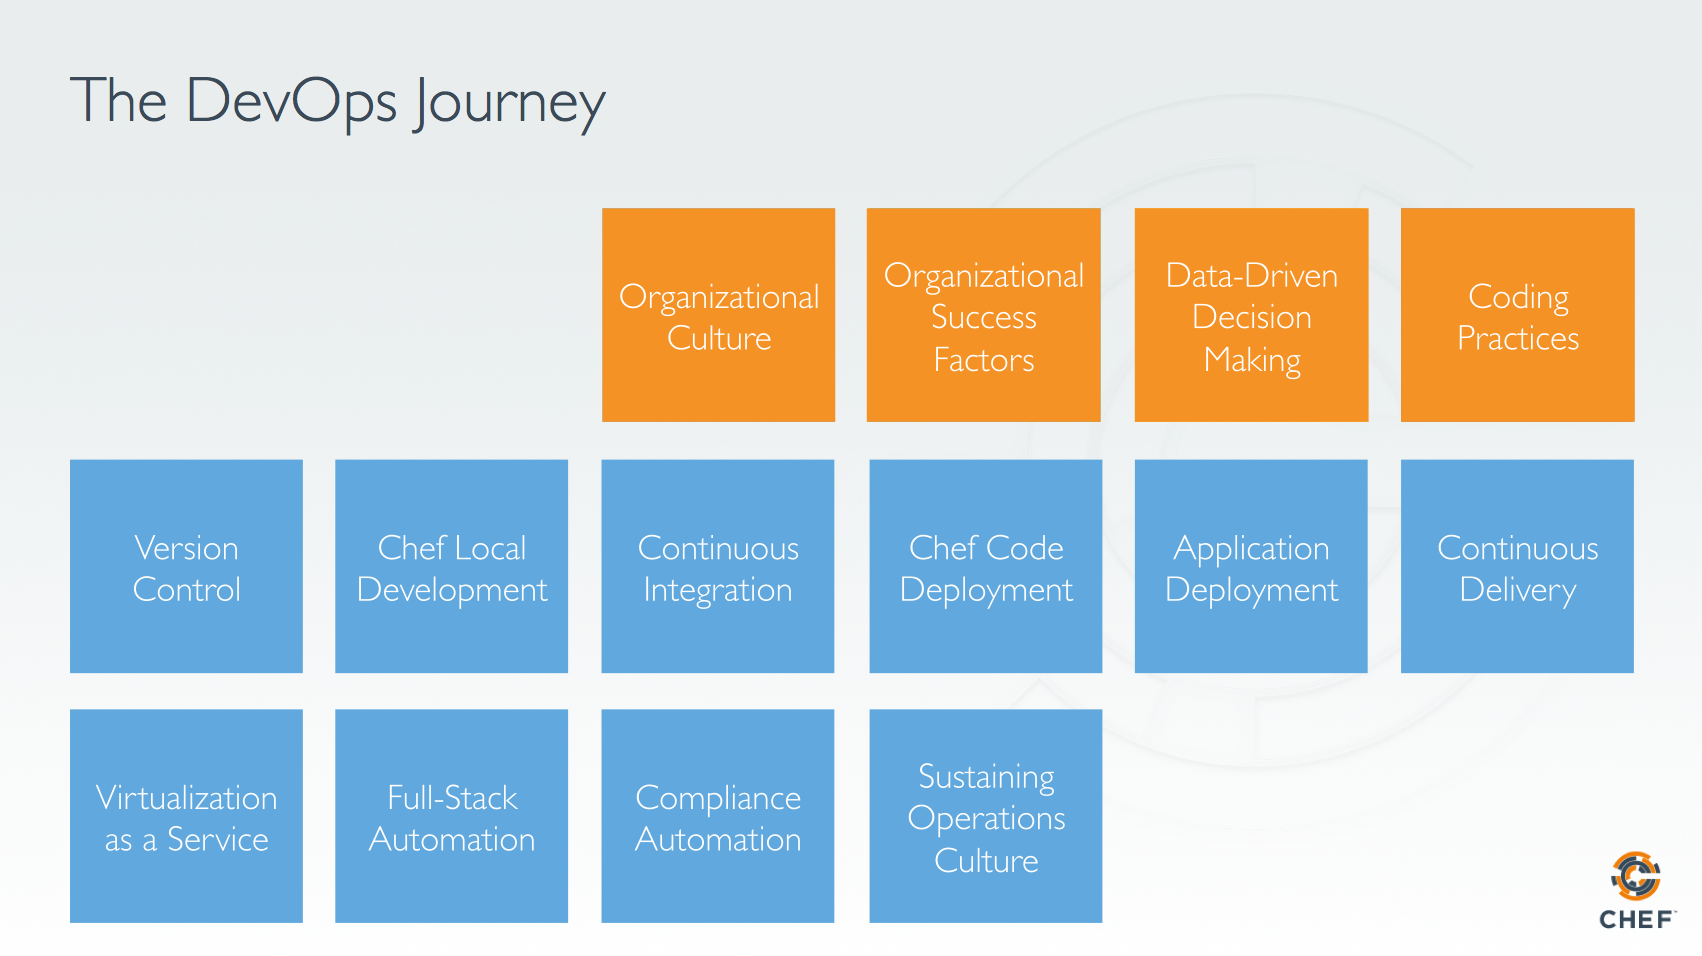 The DevOps Journey
Organizational
Culture
Organizational
Success
Factors
Data-Driven
Decision
Making
Coding
Practices
Version
Control
Chef Local
Development
Continuous
Integration
Chef Code
Deployment
Application
Deployment
Continuous
Delivery
Virtualization
as a Service
Full-Stack
Automation
Compliance
Automation
Sustaining
Operations
Culture
CHEF™